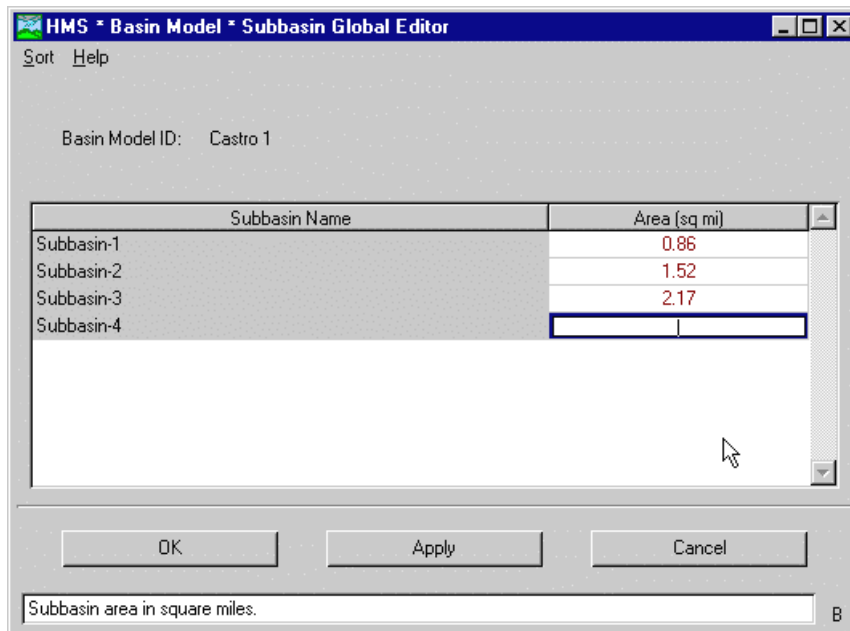 HMS * Basin Model * Subbasin Global Editor
Sort Help
Basin Model ID: Castro 1
Subbasin Name Area (sq mi)
Subbasin-1 0.86
Subbasin-2 1.52
Subbasin-3 2.17
Subbasin-4
OK Apply Cancel
Subbasin area in square miles. B